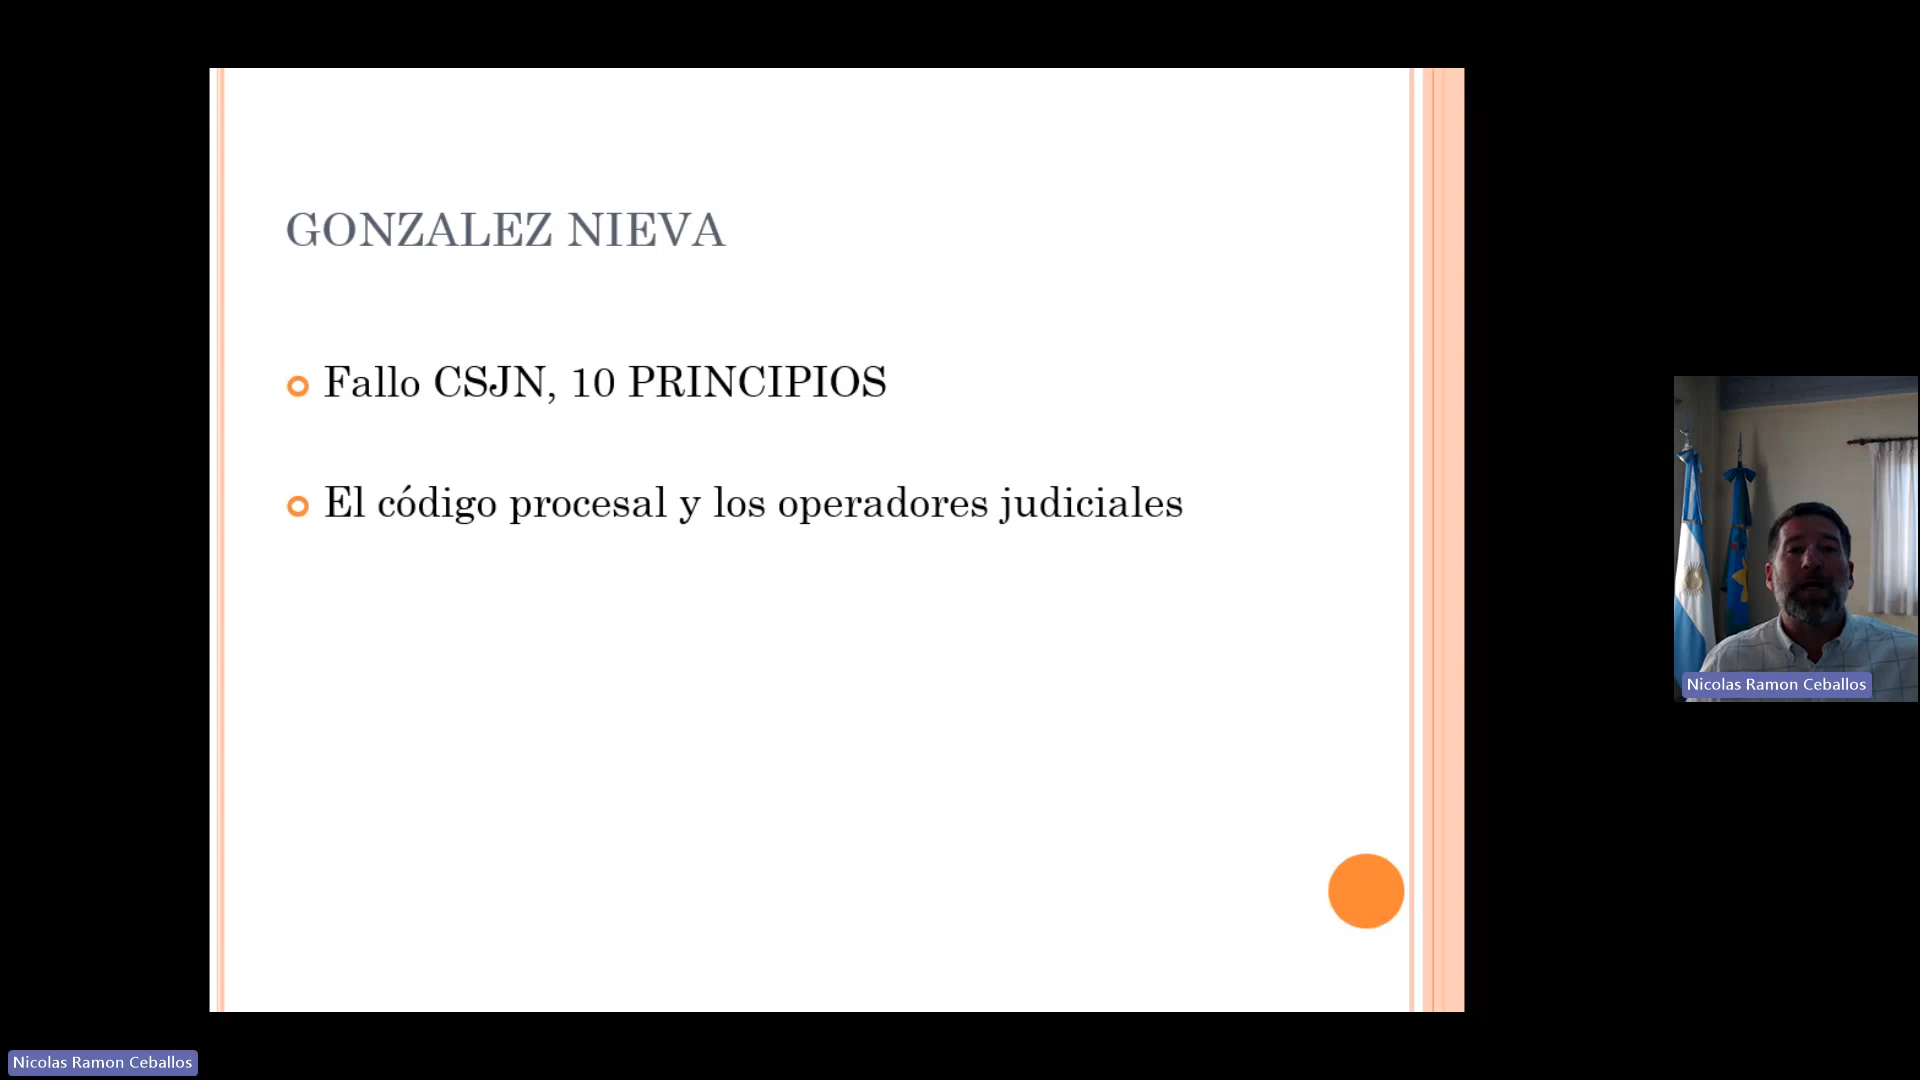 GONZALEZ NIEVA
Fallo CSJN, 10 PRINCIPIOS
El código procesal y los operadores judiciales
Nicolas Ramon Ceballos
Nicolas Ramon Ceballos